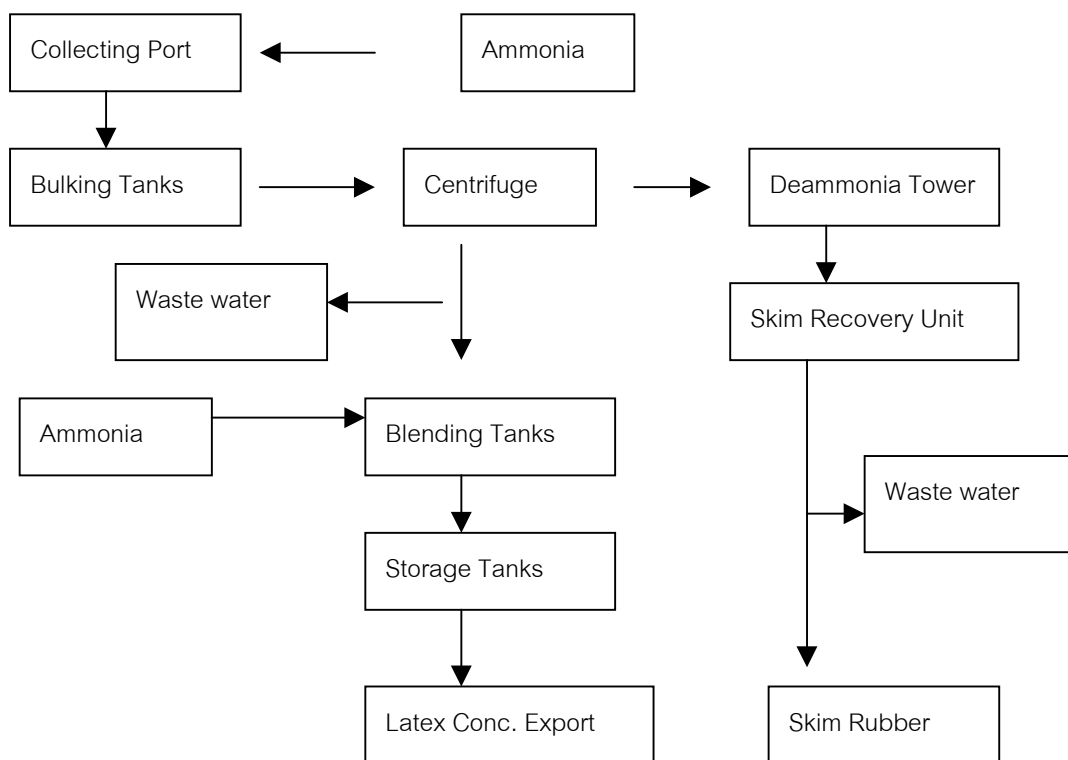 Collecting Port
Ammonia
Bulking Tanks
Centrifuge
Deammonia Tower
Waste water
Skim Recovery Unit
Ammonia
Blending Tanks
Waste water
Storage Tanks
Latex Conc. Export
Skim Rubber